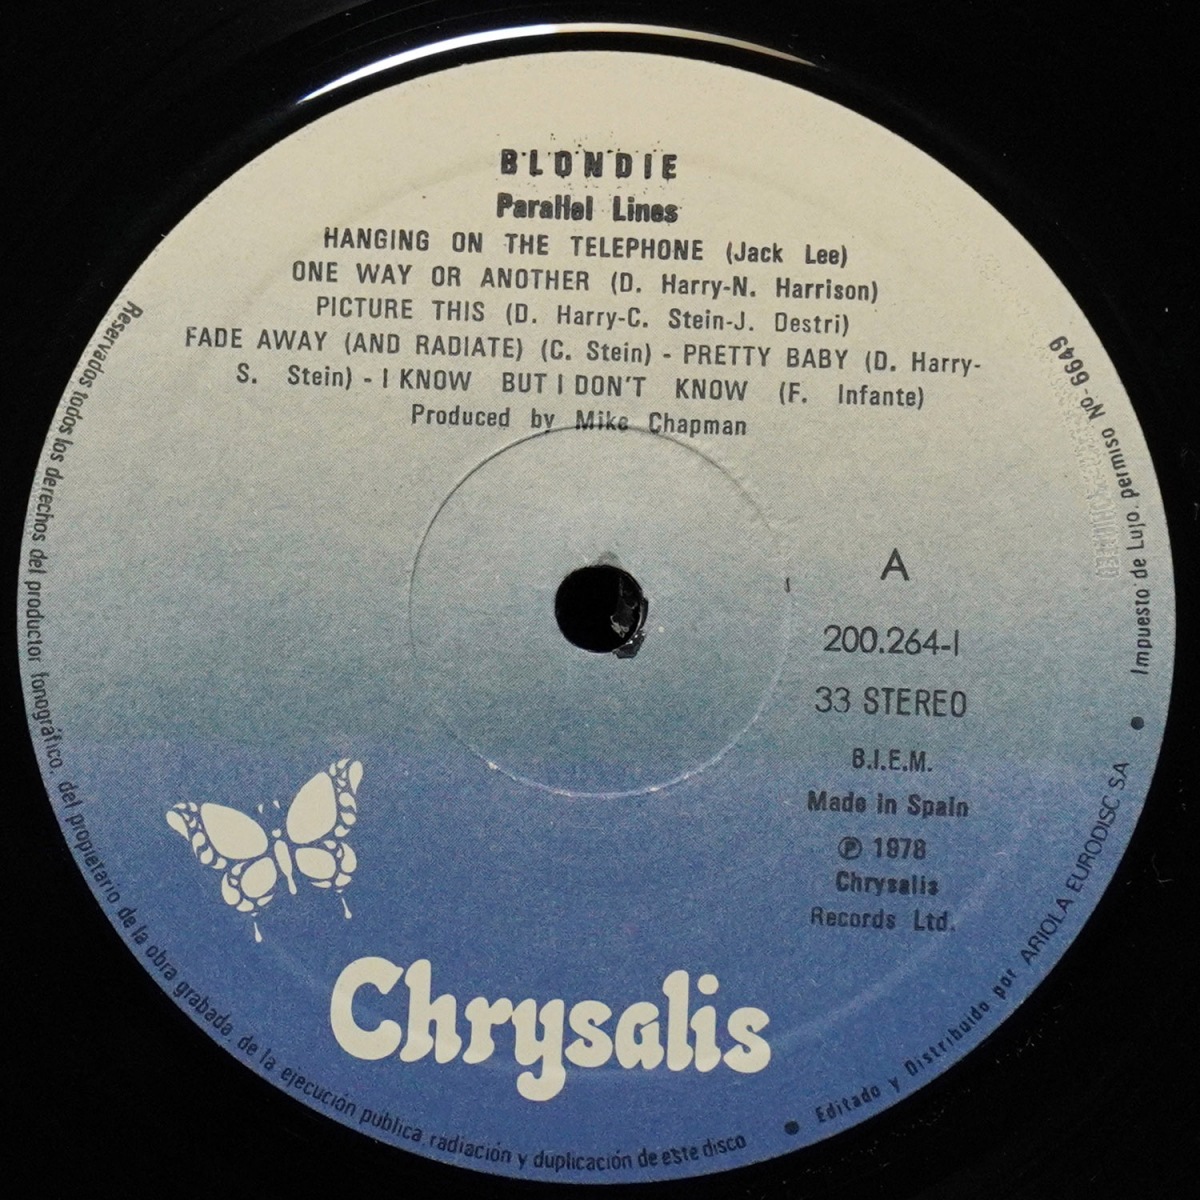 BLONDIE
Parallel Lines
HANGING ON THE TELEPHONE (Jack Lee)
ONE WAY OR ANOTHER (D. Harry-N. Harrison)
PICTURE THIS (D. Harry-C. Stein-J. Destri)
FADE AWAY (AND RADIATE) (C. Stein) - PRETTY BABY (D. Harry-
S. Stein) - I KNOW BUT I DON'T KNOW (F. Infante)
Produced by Mike Chapman
A
200.264-I
33 STEREO
B.I.E.M.
Made in Spain
℗ 1978
Chrysalis
Records Ltd.
Chrysalis
Reservados todos los derechos del productor fonográfico, del propietario de la obra grabada, de la ejecución publica, radiación y duplicación de este disco
• Editado y Distribuido por ARIOLA EURODISC SA
• Impuesto de Lujo permiso Nº 6649